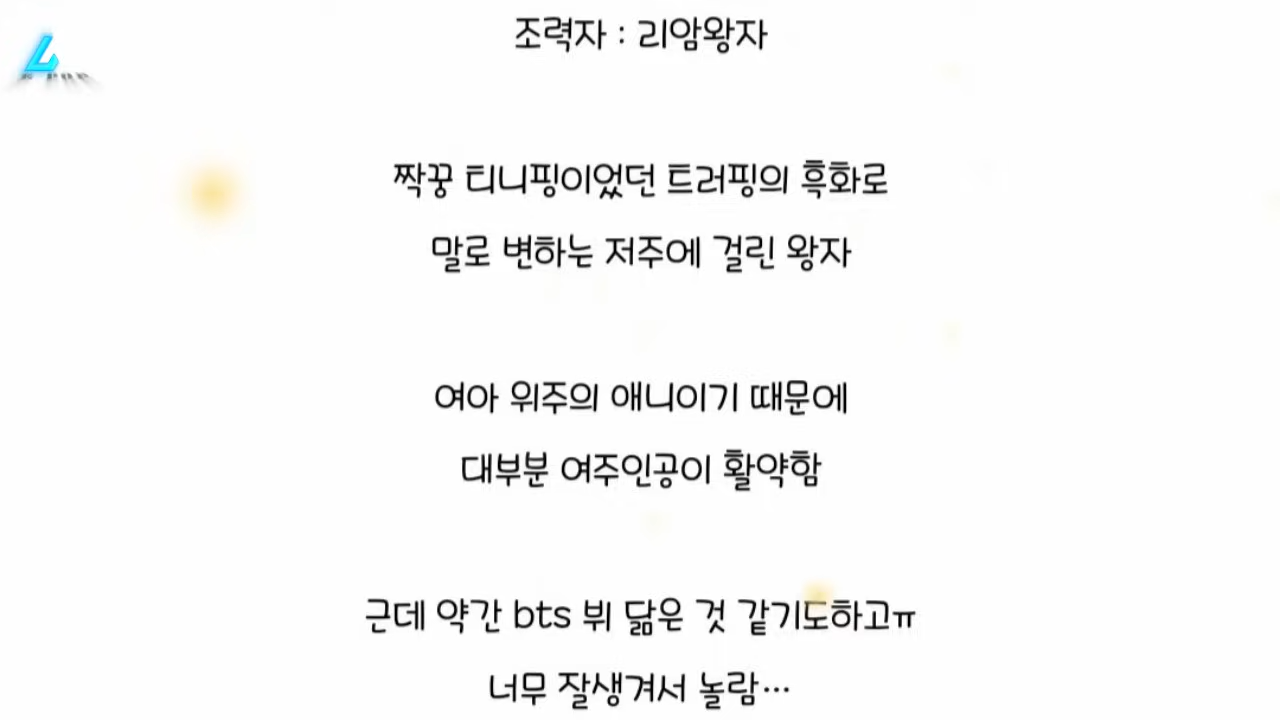 조력자 : 리암왕자
짝꿍 티니핑이었던 트러핑의 흑화로
말로 변하는 저주에 걸린 왕자
여아 위주의 애니이기 때문에
대부분 여주인공이 활약함
근데 약간 bts 뷔 닮은 것 같기도하고ㅠ
너무 잘생겨서 놀람…